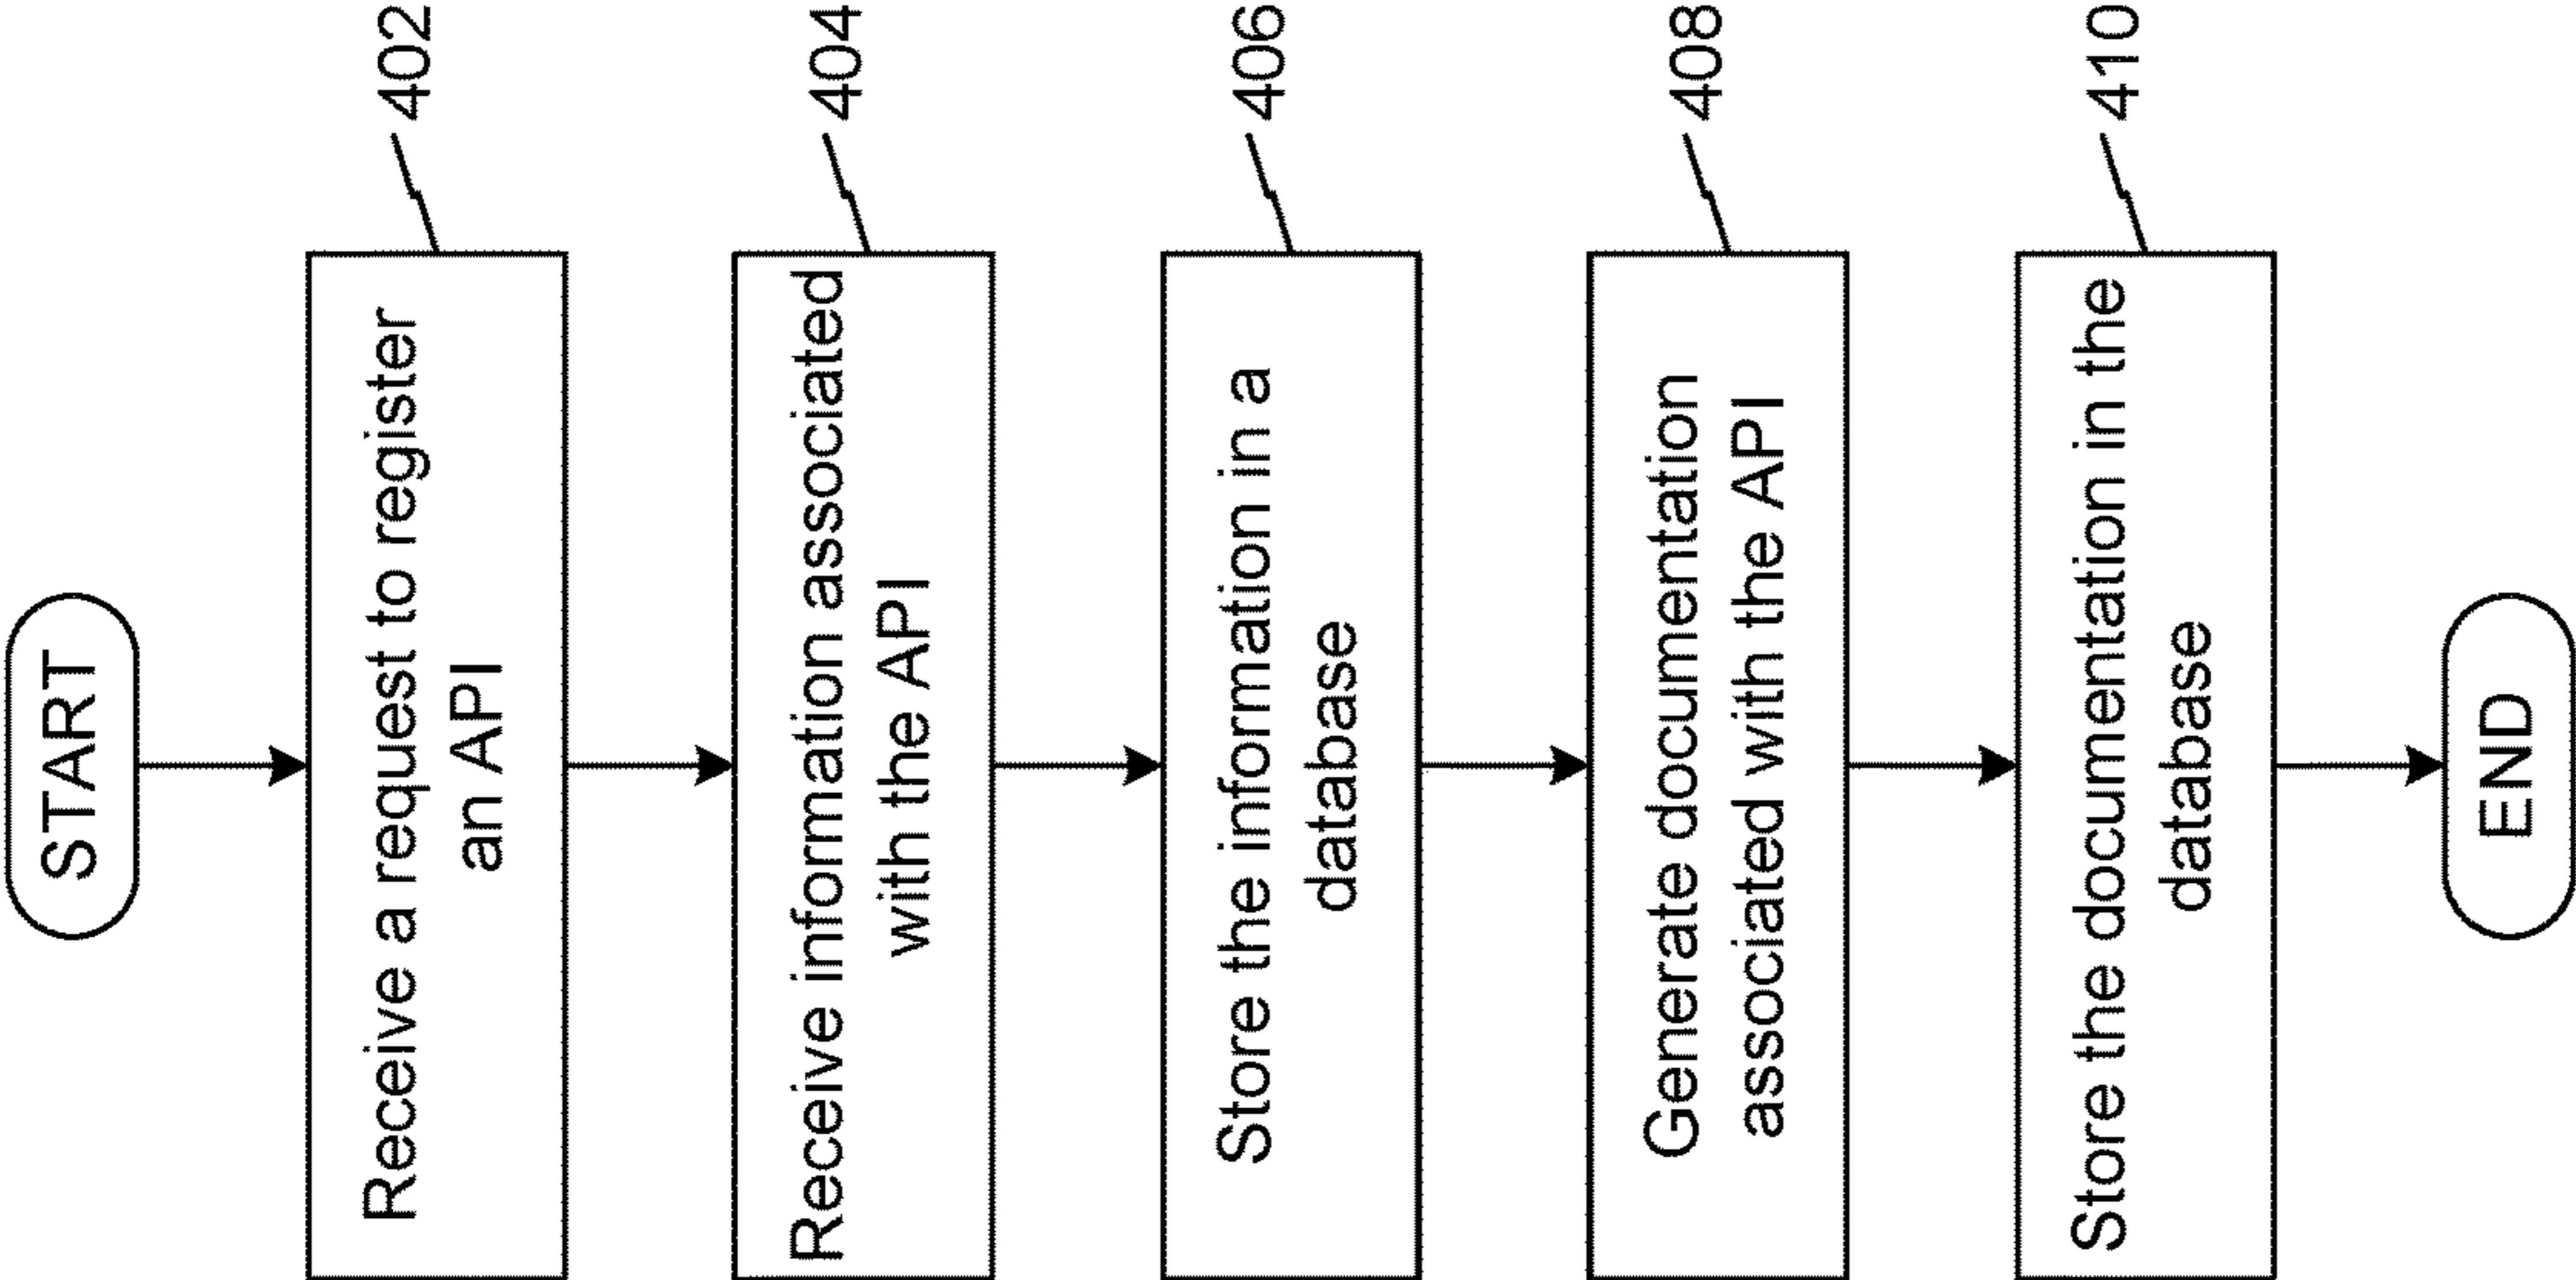 START
Receive a request to register
an API
402
Receive information associated
with the API
404
Store the information in a
database
406
Generate documentation
associated with the API
408
Store the documentation in the
database
410
END